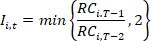 I_{i,t} = min{RC_{i.T-1}/RC_{i,T-2}, 2}